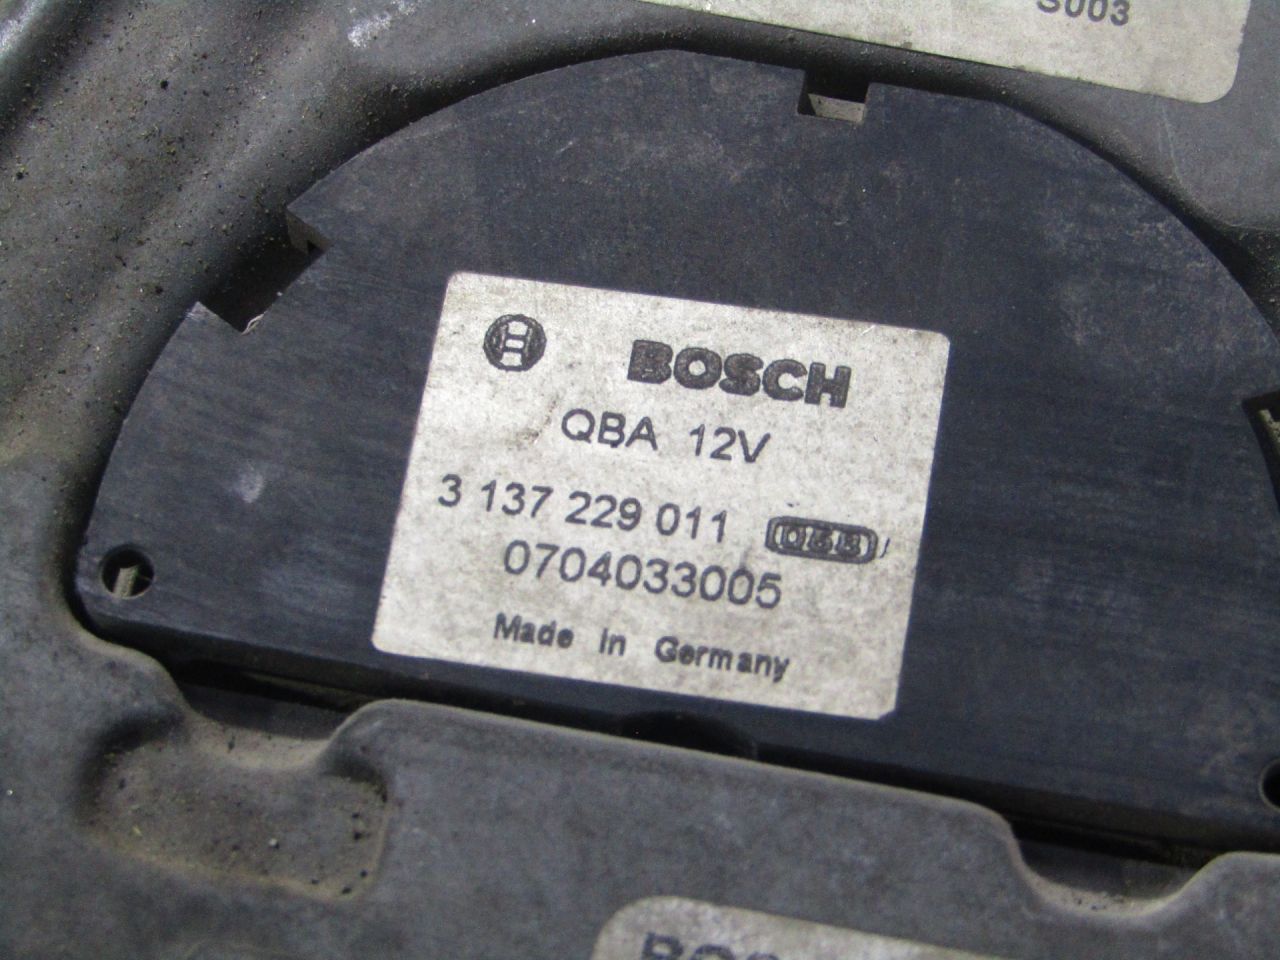 S003
BOSCH
QBA 12V
3 137 229 011
0704033005
Made in Germany